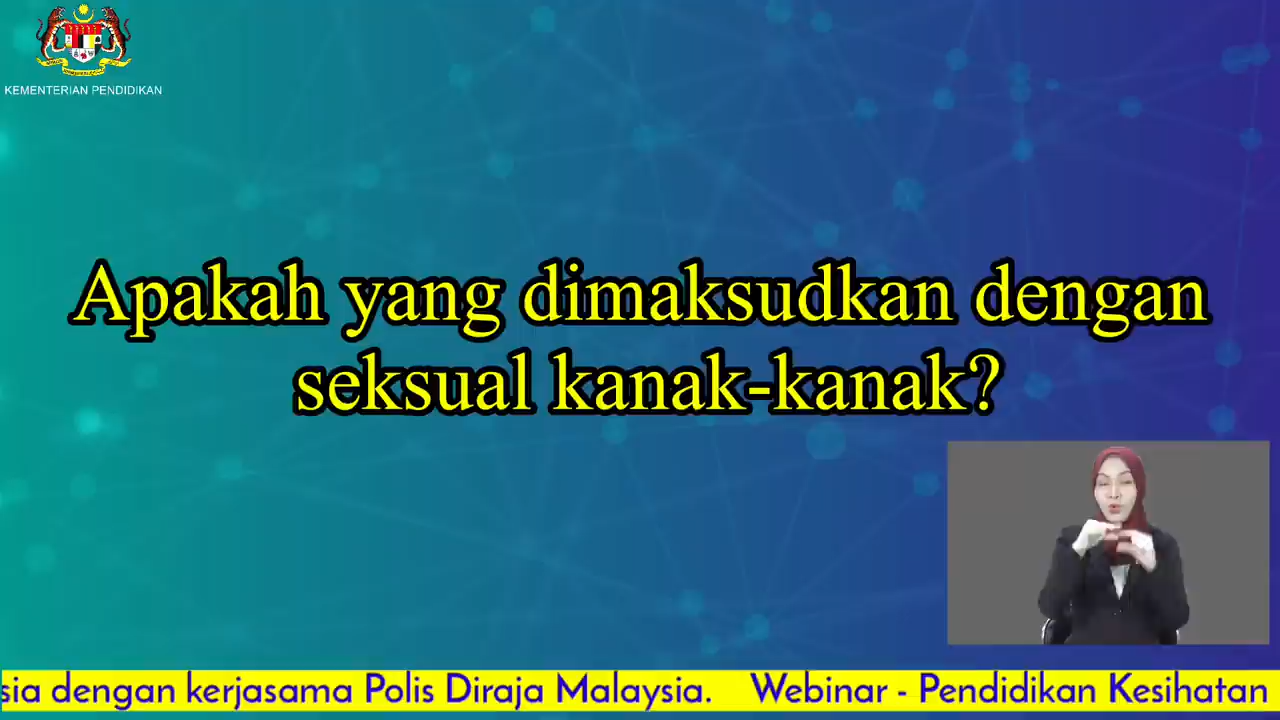 KEMENTERIAN PENDIDIKAN
Apakah yang dimaksudkan dengan
seksual kanak-kanak?
sia dengan kerjasama Polis Diraja Malaysia. Webinar - Pendidikan Kesihatan